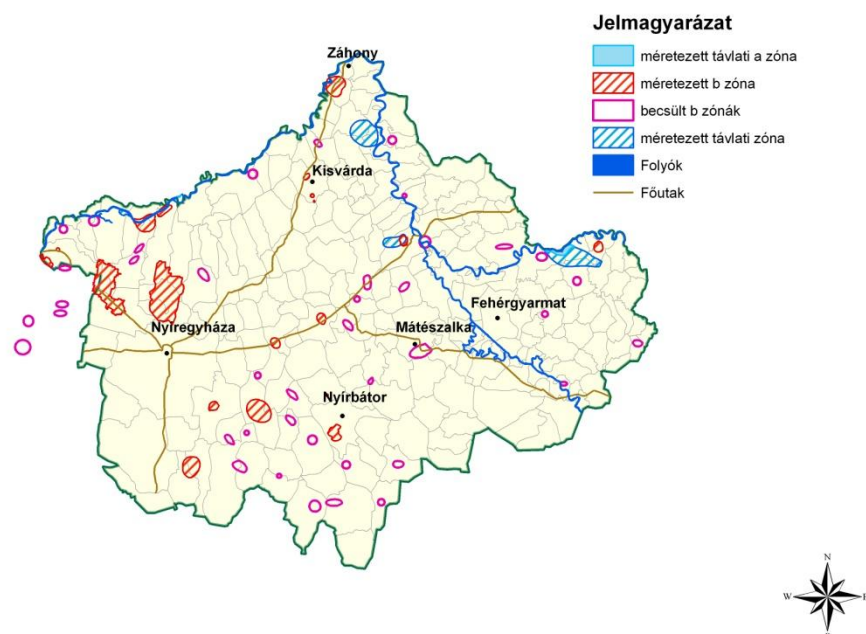 Jelmagyarázat
méretezett távlati a zóna
méretezett b zóna
becsült b zónák
méretezett távlati zóna
Folyók
Főutak
Záhony
Kisvárda
Fehérgyarmat
Nyíregyháza
Mátészalka
Nyírbátor
N
W